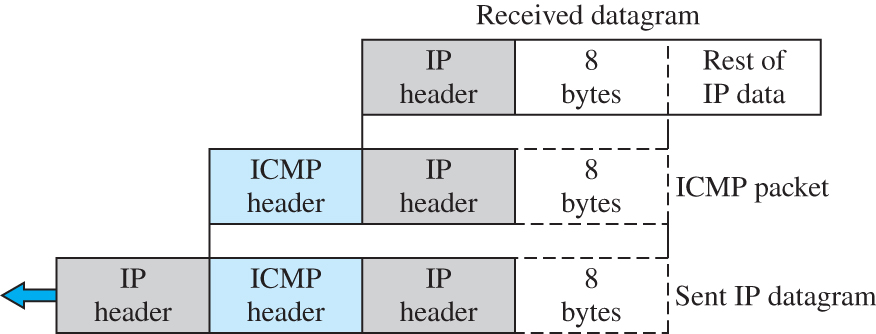 Received datagram
IP
header
8
bytes
Rest of
IP data
ICMP
header
IP
header
8
bytes
ICMP packet
IP
header
ICMP
header
IP
header
8
bytes
Sent IP datagram